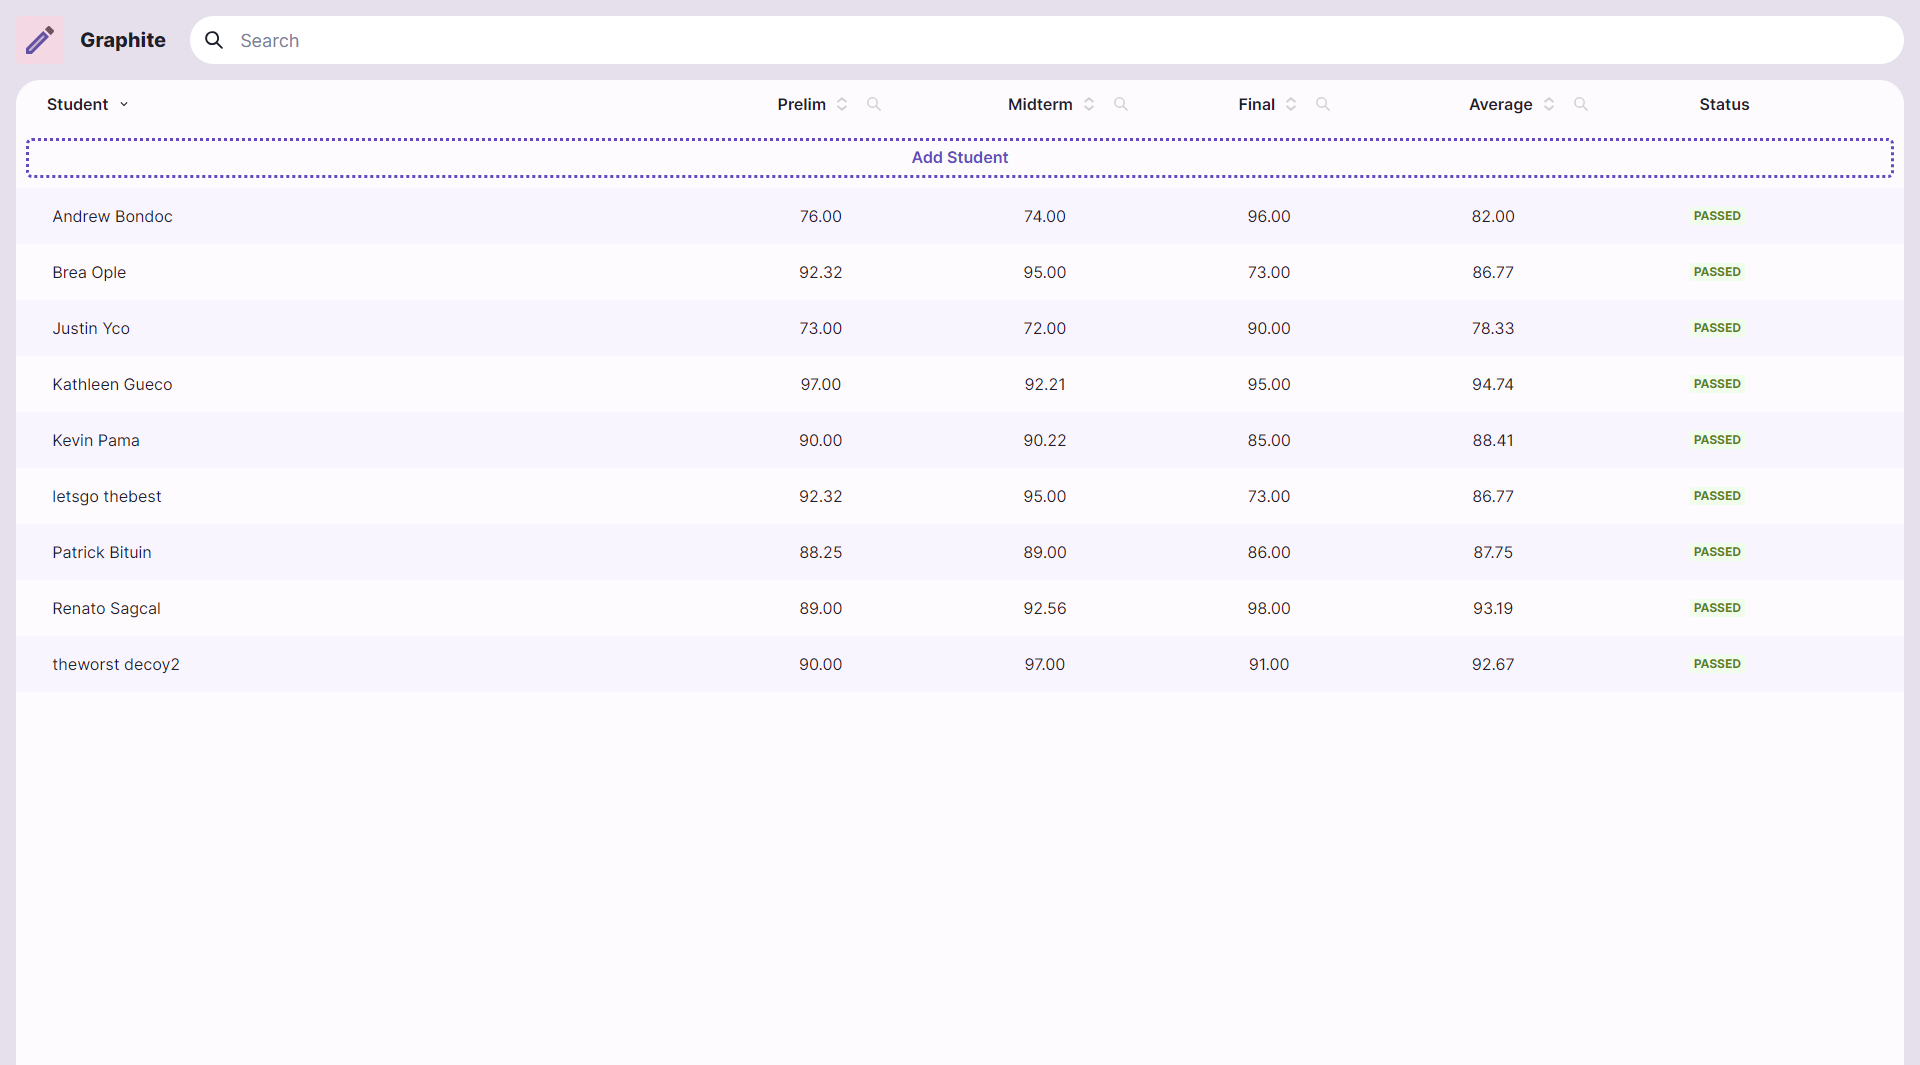 Graphite
Search
Student Prelim Midterm Final Average Status
Add Student
Andrew Bondoc 76.00 74.00 96.00 82.00 PASSED
Brea Ople 92.32 95.00 73.00 86.77 PASSED
Justin Yco 73.00 72.00 90.00 78.33 PASSED
Kathleen Gueco 97.00 92.21 95.00 94.74 PASSED
Kevin Pama 90.00 90.22 85.00 88.41 PASSED
letsgo thebest 92.32 95.00 73.00 86.77 PASSED
Patrick Bituin 88.25 89.00 86.00 87.75 PASSED
Renato Sagcal 89.00 92.56 98.00 93.19 PASSED
theworst decoy2 90.00 97.00 91.00 92.67 PASSED